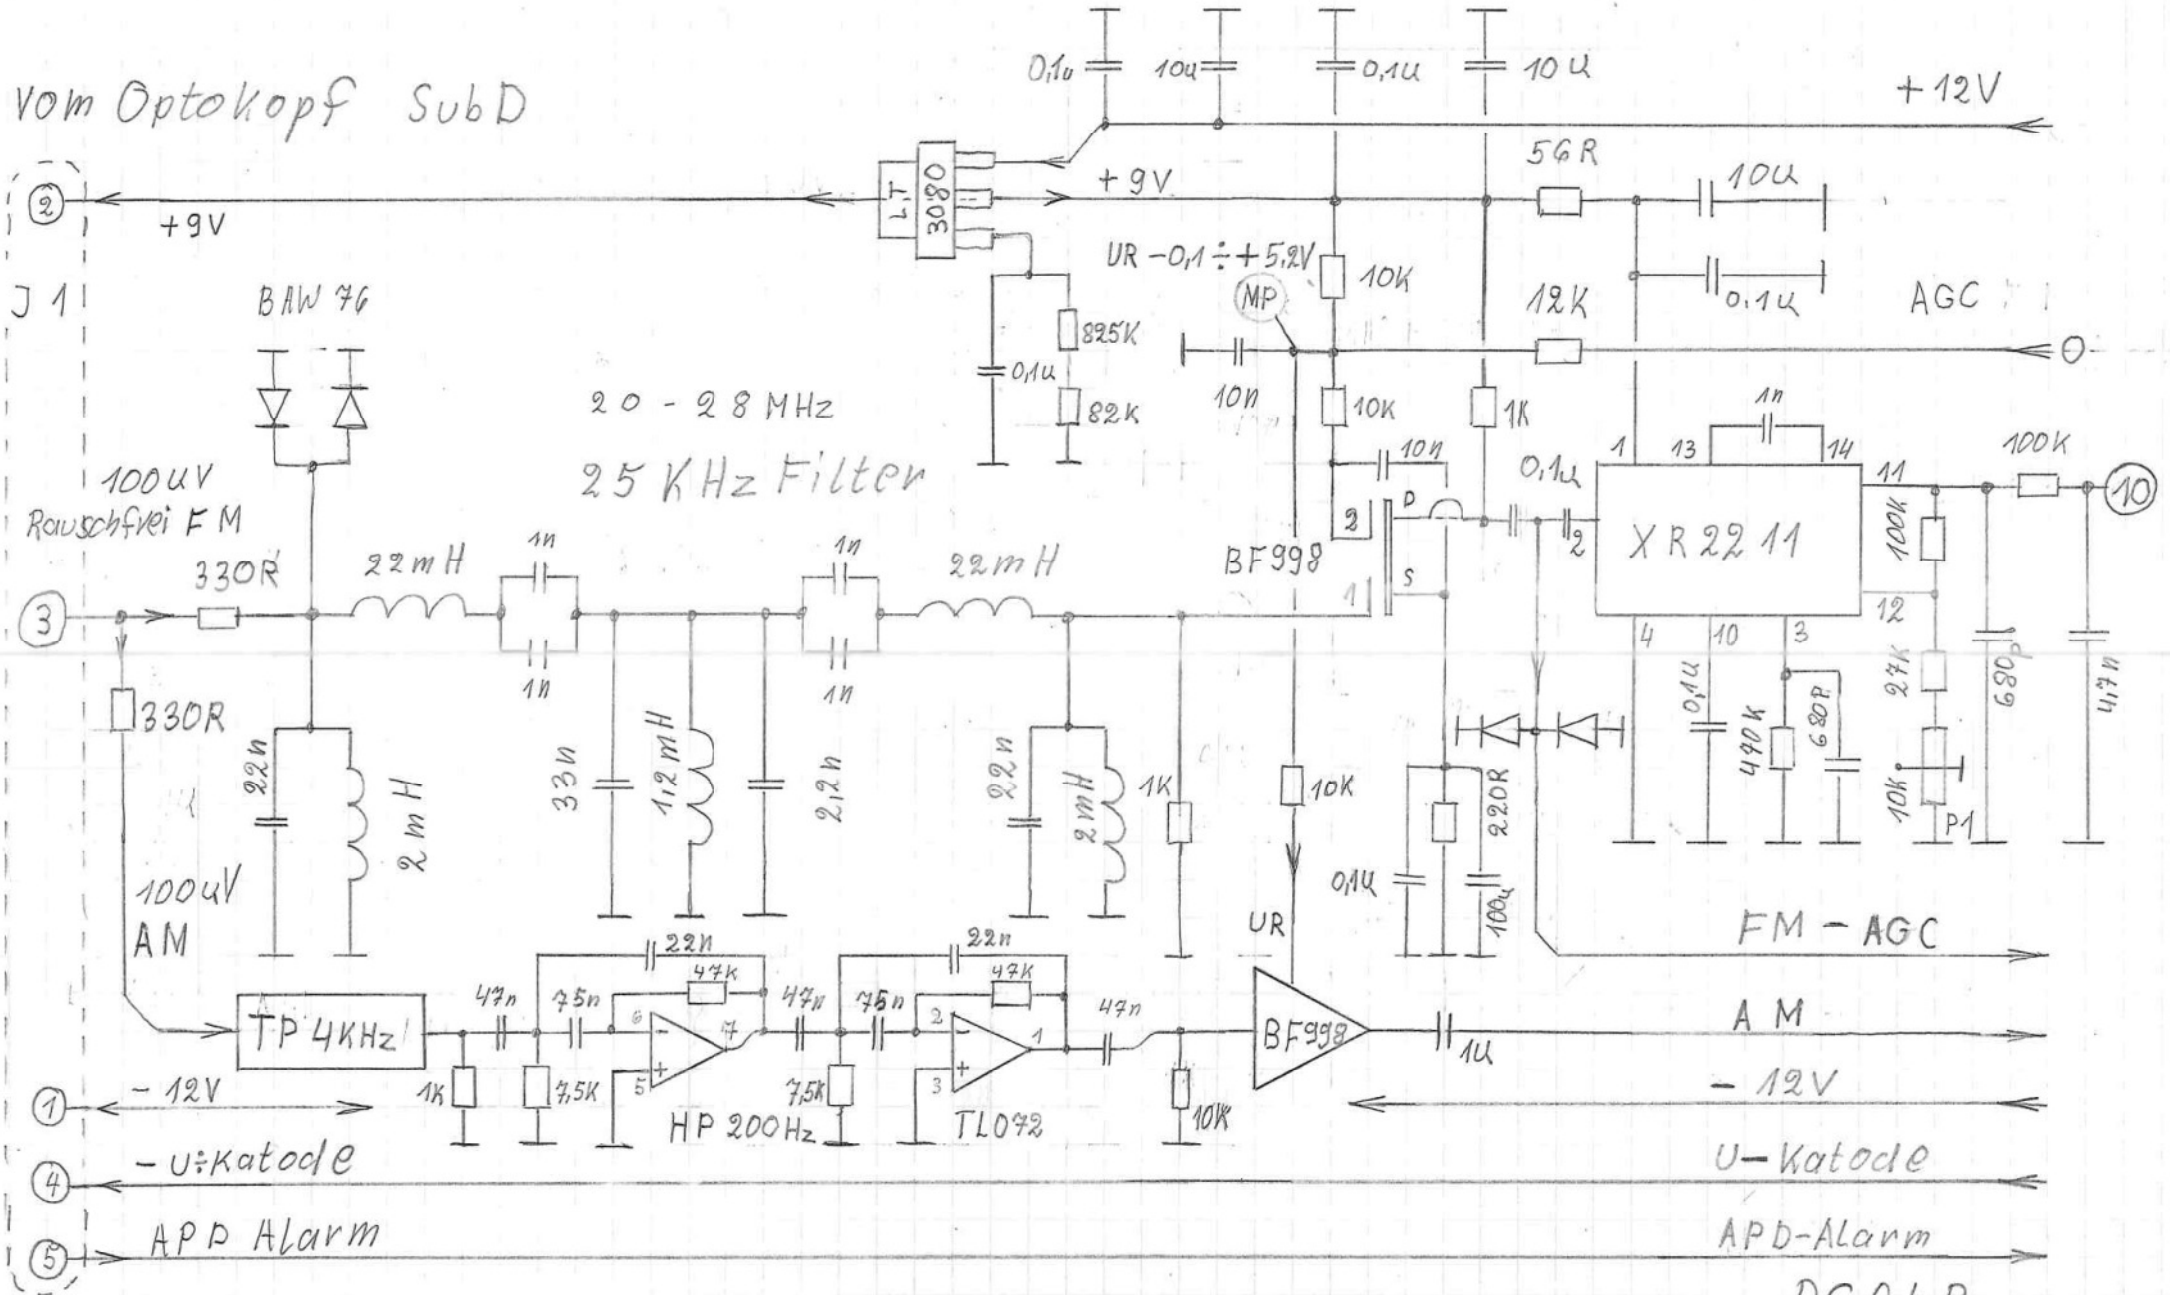 vom Optokopf SubD
0,1u
10u
0,1u
10u
+12V
56R
10u
0,1u
2
+9V
LT 3080
+9V
UR -0,1÷+5,2V
MP
10K
12K
AGC
0
J1
BAW 76
825K
82K
0,1u
10n
10K
1K
20 - 28 MHz
25 KHz Filter
100uV
Rauschfrei FM
3
330R
22mH
1n
1n
1n
1n
22mH
BF998
2
1
D
S
10n
0,1u
1
13
1n
14
11
2
XR2211
12
4
10
3
100K
100K
10
27K
680p
4,7n
0,1u
470K
680P
10K
P1
330R
22n
2mH
33n
1,2mH
2,2n
22n
2mH
1K
10K
0,1u
220R
100u
100uV
AM
UR
FM - AGC
22n
47K
22n
47K
TP 4KHz
47n
75n
6
-
7
+
5
47n
75n
2
-
1
+
3
47n
BF998
1u
AM
1
- 12V
1K
7,5K
HP 200Hz
7,5K
TL072
10K
- 12V
4
- U÷Katode
U-Katode
5
APD Alarm
APD-Alarm